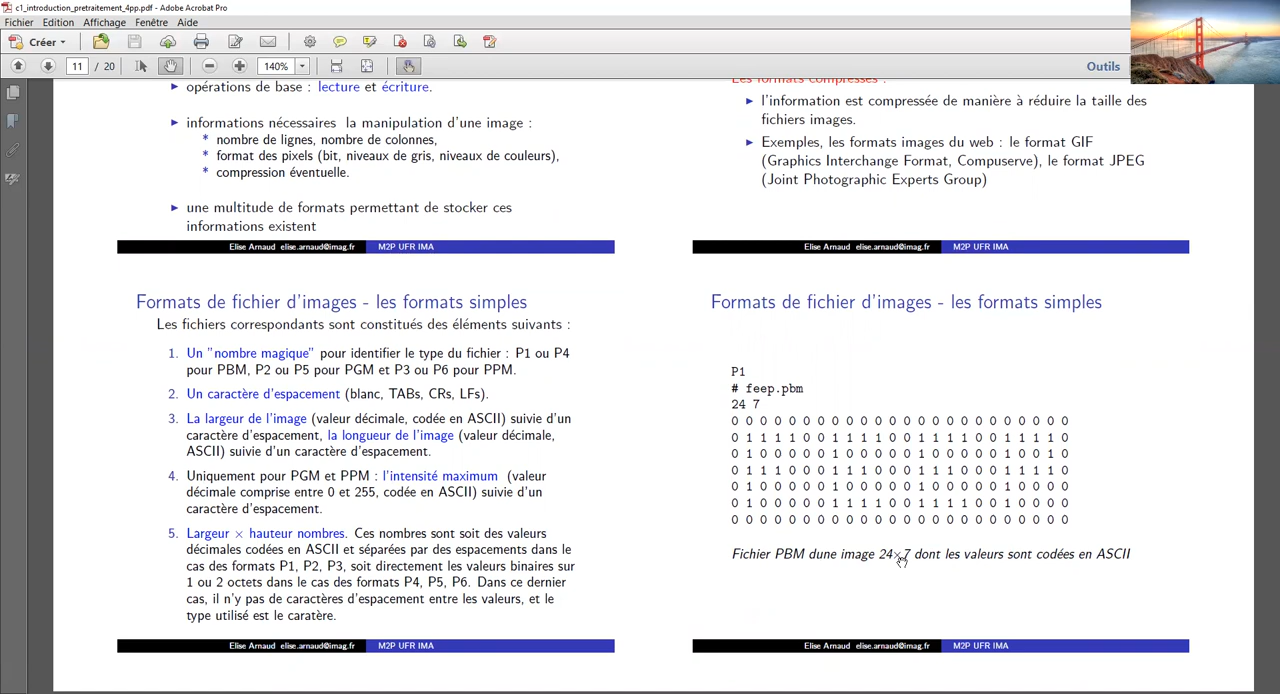 c1_introduction_pretraitement_4pp.pdf - Adobe Acrobat Pro
Fichier Edition Affichage Fenêtre Aide
Créer
11 / 20
140%
Outils
► opérations de base : lecture et écriture.
► informations nécessaires la manipulation d'une image :
* nombre de lignes, nombre de colonnes,
* format des pixels (bit, niveaux de gris, niveaux de couleurs),
* compression éventuelle.
► une multitude de formats permettant de stocker ces
informations existent
Elise Arnaud elise.arnaud@imag.fr M2P UFR IMA
Les formats compressés :
► l'information est compressée de manière à réduire la taille des
fichiers images.
► Exemples, les formats images du web : le format GIF
(Graphics Interchange Format, Compuserve), le format JPEG
(Joint Photographic Experts Group)
Elise Arnaud elise.arnaud@imag.fr M2P UFR IMA
Formats de fichier d'images - les formats simples
Les fichiers correspondants sont constitués des éléments suivants :
1. Un "nombre magique" pour identifier le type du fichier : P1 ou P4
pour PBM, P2 ou P5 pour PGM et P3 ou P6 pour PPM.
2. Un caractère d'espacement (blanc, TABs, CRs, LFs).
3. La largeur de l'image (valeur décimale, codée en ASCII) suivie d'un
caractère d'espacement, la longueur de l'image (valeur décimale,
ASCII) suivie d'un caractère d'espacement.
4. Uniquement pour PGM et PPM : l'intensité maximum (valeur
décimale comprise entre 0 et 255, codée en ASCII) suivie d'un
caractère d'espacement.
5. Largeur × hauteur nombres. Ces nombres sont soit des valeurs
décimales codées en ASCII et séparées par des espacements dans le
cas des formats P1, P2, P3, soit directement les valeurs binaires sur
1 ou 2 octets dans le cas des formats P4, P5, P6. Dans ce dernier
cas, il n'y pas de caractères d'espacement entre les valeurs, et le
type utilisé est le caratère.
Elise Arnaud elise.arnaud@imag.fr M2P UFR IMA
Formats de fichier d'images - les formats simples
P1
# feep.pbm
24 7
0 0 0 0 0 0 0 0 0 0 0 0 0 0 0 0 0 0 0 0 0 0 0 0
0 1 1 1 1 0 0 1 1 1 1 0 0 1 1 1 1 0 0 1 1 1 1 0
0 1 0 0 0 0 0 1 0 0 0 0 0 1 0 0 0 0 0 1 0 0 1 0
0 1 1 1 0 0 0 1 1 1 0 0 0 1 1 1 0 0 0 1 1 1 1 0
0 1 0 0 0 0 0 1 0 0 0 0 0 1 0 0 0 0 0 1 0 0 0 0
0 1 0 0 0 0 0 1 1 1 1 0 0 1 1 1 1 0 0 1 0 0 0 0
0 0 0 0 0 0 0 0 0 0 0 0 0 0 0 0 0 0 0 0 0 0 0 0
Fichier PBM dune image 24×7 dont les valeurs sont codées en ASCII
Elise Arnaud elise.arnaud@imag.fr M2P UFR IMA